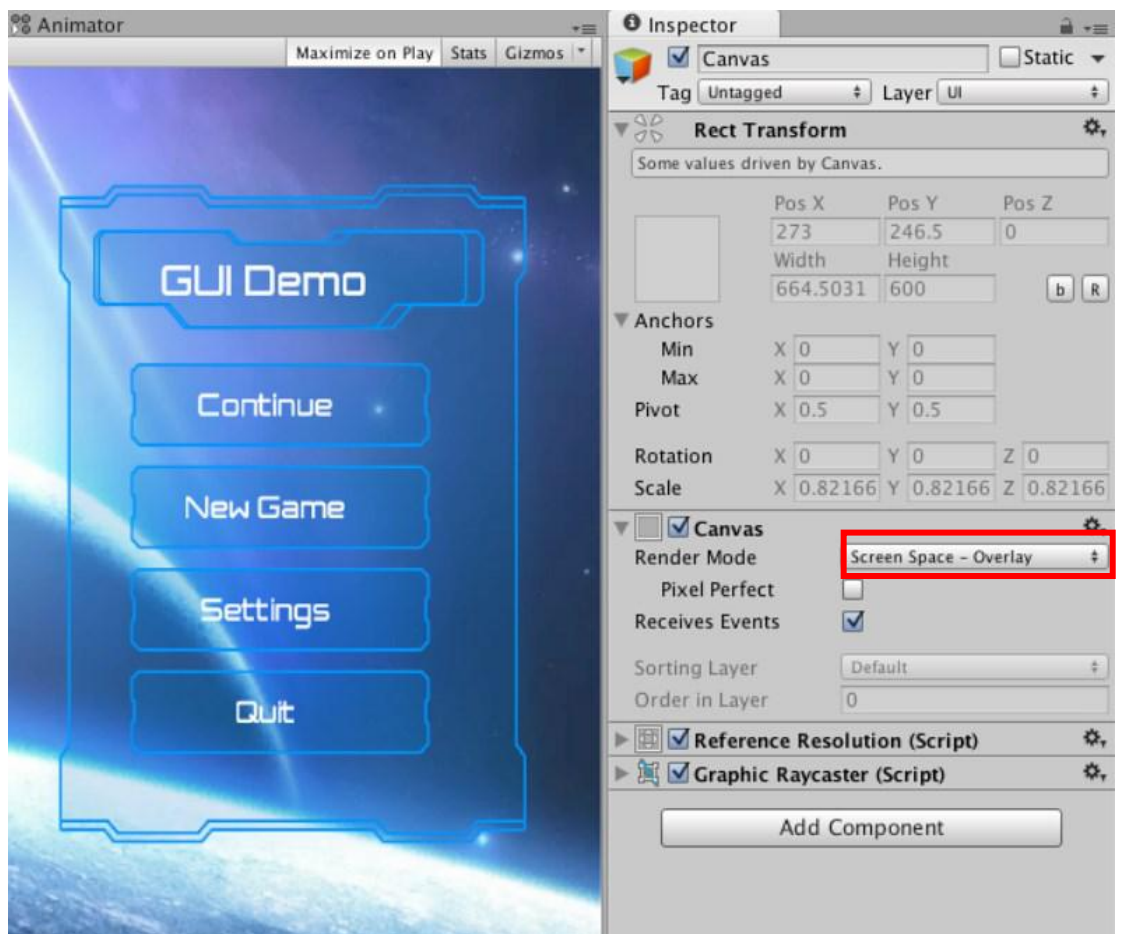 Animator
Maximize on Play Stats Gizmos
GUI Demo
Continue
New Game
Settings
Quit
Inspector
Canvas Static
Tag Untagged Layer UI
Rect Transform
Some values driven by Canvas.
Pos X Pos Y Pos Z
273 246.5 0
Width Height
664.5031 600 b R
Anchors
Min X 0 Y 0
Max X 0 Y 0
Pivot X 0.5 Y 0.5
Rotation X 0 Y 0 Z 0
Scale X 0.82166 Y 0.82166 Z 0.82166
Canvas
Render Mode Screen Space – Overlay
Pixel Perfect
Receives Events
Sorting Layer Default
Order in Layer 0
Reference Resolution (Script)
Graphic Raycaster (Script)
Add Component